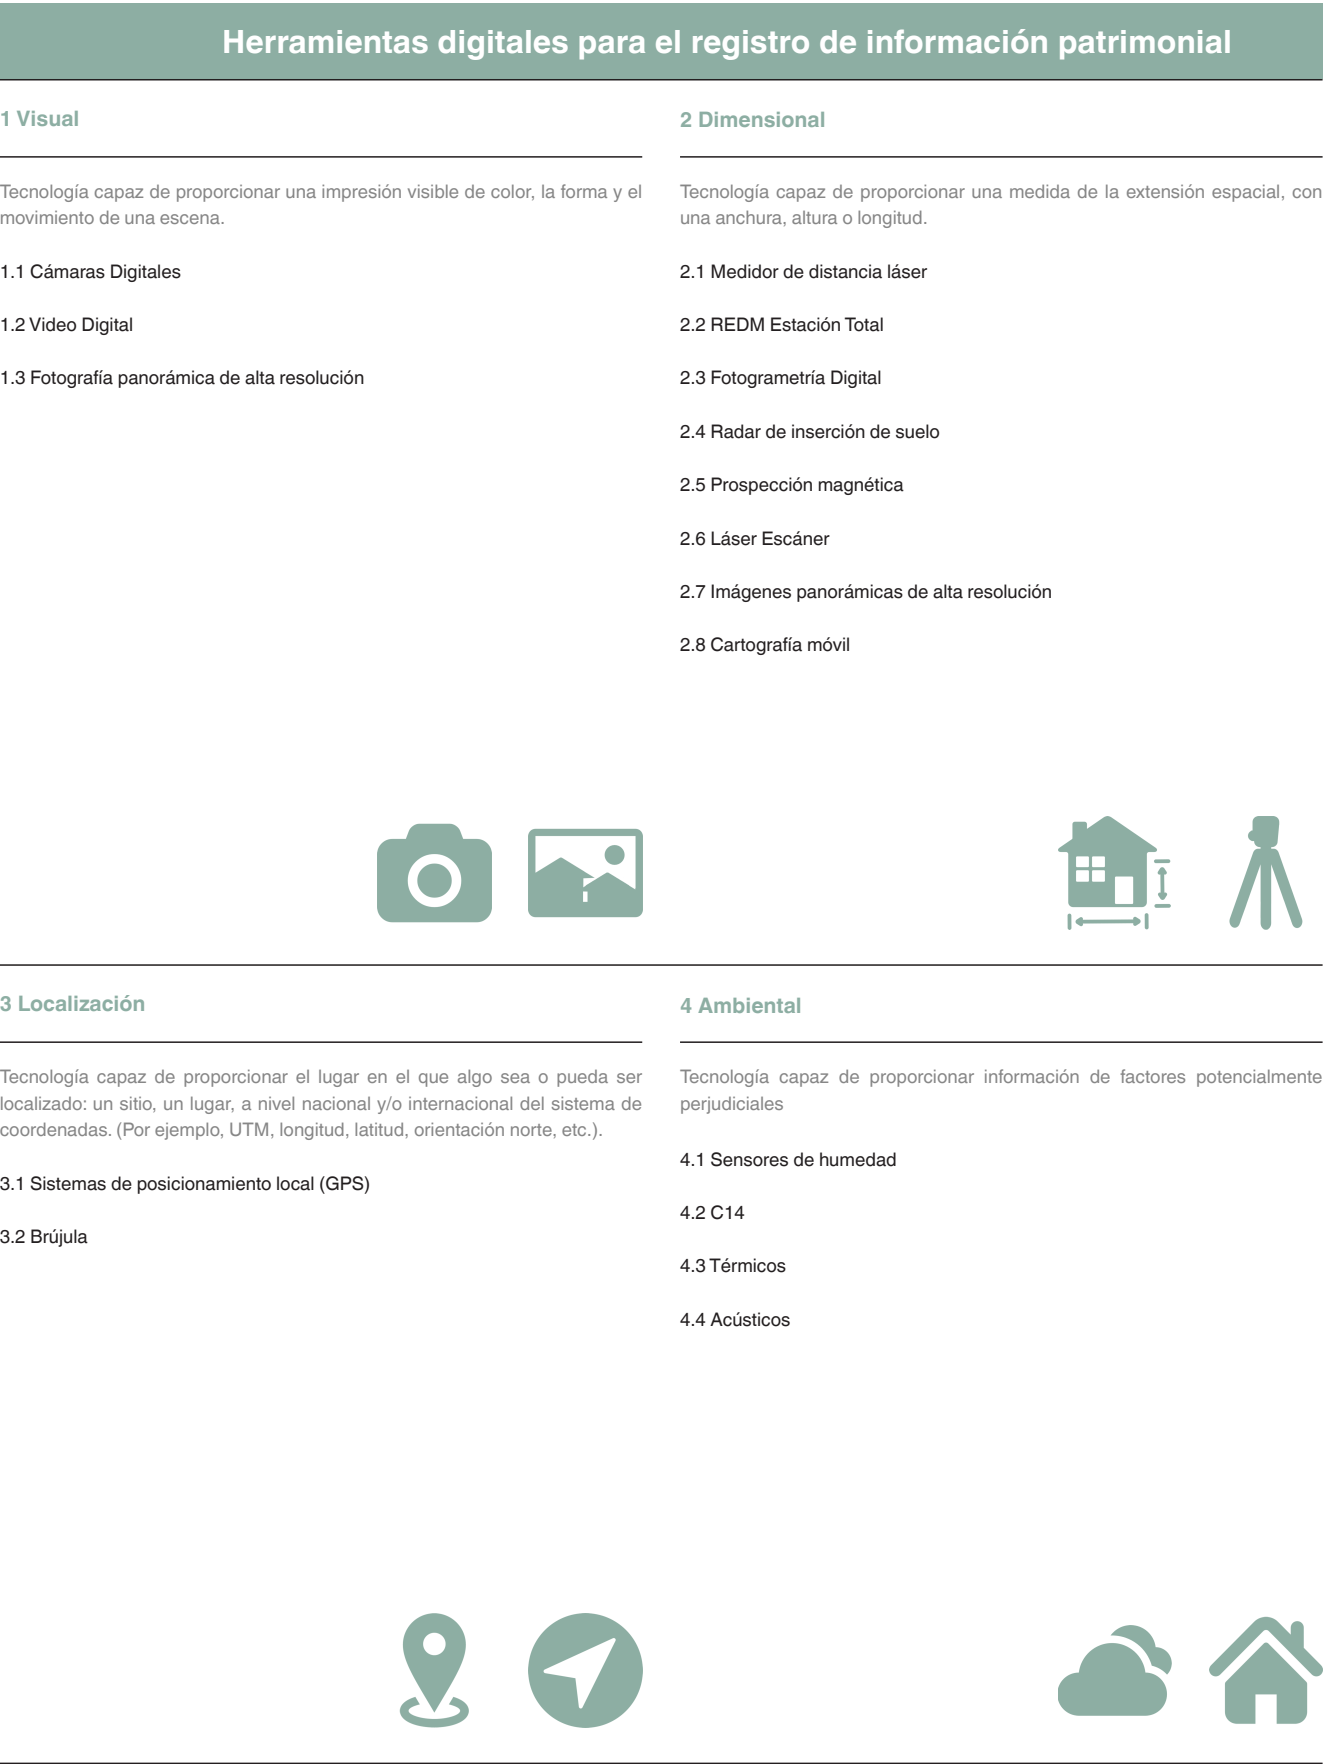 Herramientas digitales para el registro de información patrimonial
1 Visual
Tecnología capaz de proporcionar una impresión visible de color, la forma y el
movimiento de una escena.
1.1 Cámaras Digitales
1.2 Video Digital
1.3 Fotografía panorámica de alta resolución
2 Dimensional
Tecnología capaz de proporcionar una medida de la extensión espacial, con
una anchura, altura o longitud.
2.1 Medidor de distancia láser
2.2 REDM Estación Total
2.3 Fotogrametría Digital
2.4 Radar de inserción de suelo
2.5 Prospección magnética
2.6 Láser Escáner
2.7 Imágenes panorámicas de alta resolución
2.8 Cartografía móvil
3 Localización
Tecnología capaz de proporcionar el lugar en el que algo sea o pueda ser
localizado: un sitio, un lugar, a nivel nacional y/o internacional del sistema de
coordenadas. (Por ejemplo, UTM, longitud, latitud, orientación norte, etc.).
3.1 Sistemas de posicionamiento local (GPS)
3.2 Brújula
4 Ambiental
Tecnología capaz de proporcionar información de factores potencialmente
perjudiciales
4.1 Sensores de humedad
4.2 C14
4.3 Térmicos
4.4 Acústicos